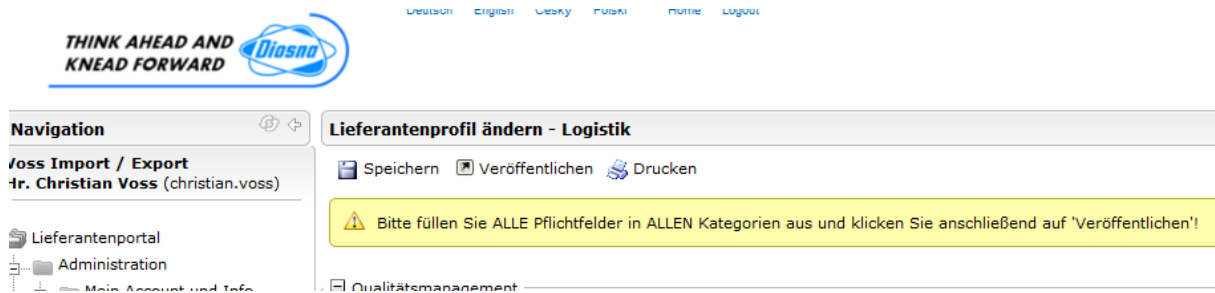 Deutsch English Česky Polski Home Logout
THINK AHEAD AND
KNEAD FORWARD
Diosna
Navigation
Voss Import / Export
Hr. Christian Voss (christian.voss)
Lieferantenportal
Administration
Mein Account und Info
Lieferantenprofil ändern - Logistik
Speichern Veröffentlichen Drucken
Bitte füllen Sie ALLE Pflichtfelder in ALLEN Kategorien aus und klicken Sie anschließend auf 'Veröffentlichen'!
Qualitätsmanagement